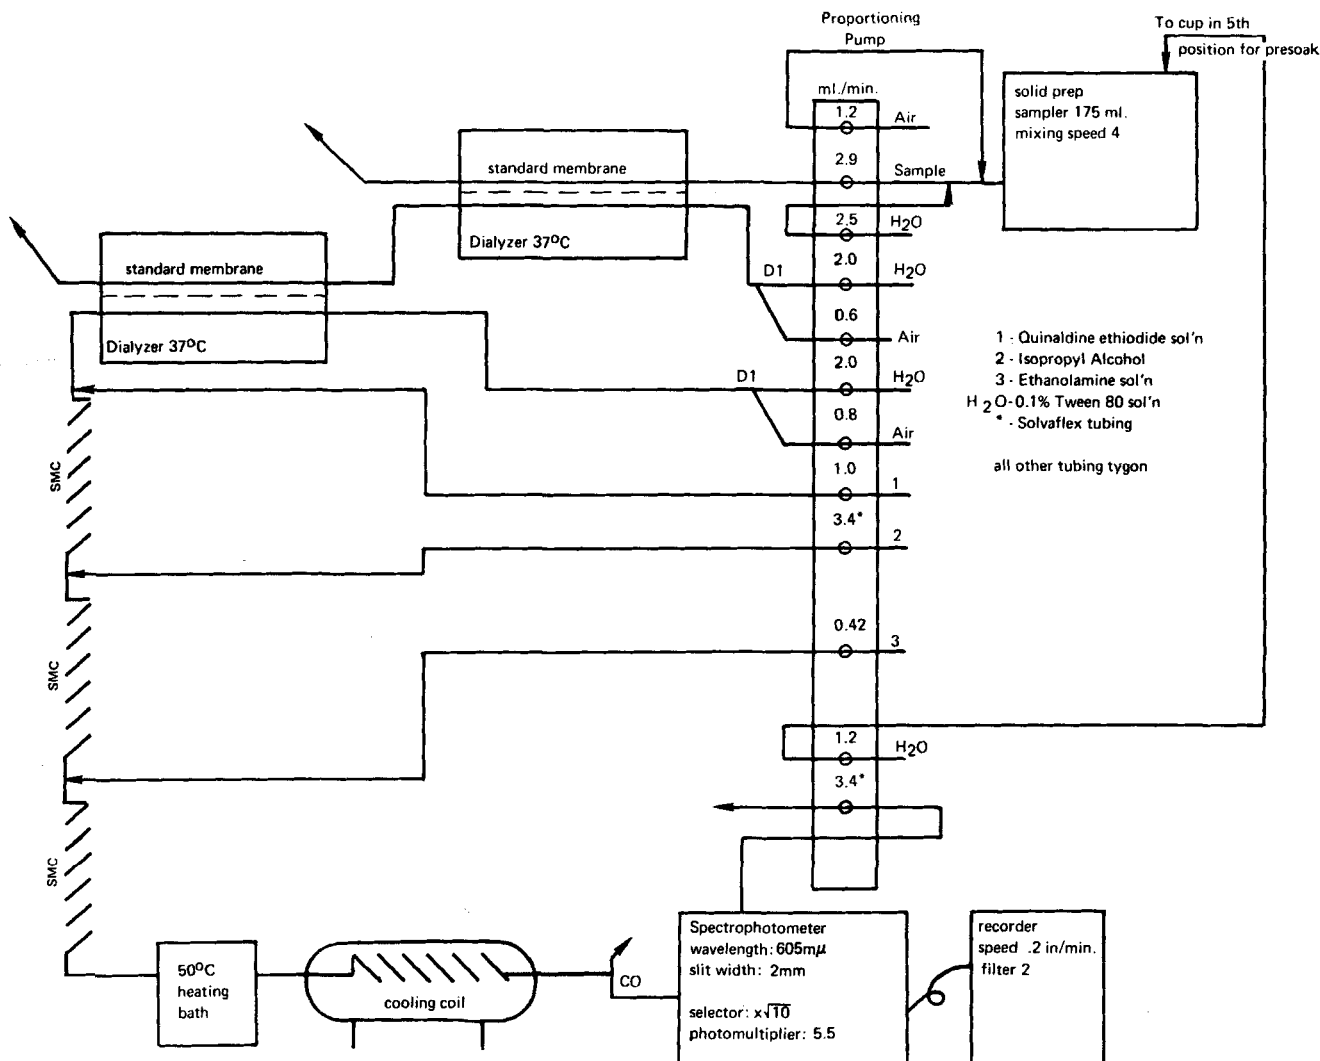 Proportioning
Pump
To cup in 5th
position for presoak
ml./min.
1.2
Air
solid prep
sampler 175 ml.
mixing speed 4
2.9
Sample
standard membrane
Dialyzer 37°C
2.5
H2O
2.0
H2O
D1
standard membrane
Dialyzer 37°C
0.6
Air
2.0
H2O
D1
0.8
Air
1 - Quinaldine ethiodide sol'n
2 - Isopropyl Alcohol
3 - Ethanolamine sol'n
H2O-0.1% Tween 80 sol'n
* - Solvaflex tubing
all other tubing tygon
1.0
1
3.4*
2
SMC
0.42
3
SMC
1.2
H2O
3.4*
SMC
50°C
heating
bath
cooling coil
CO
Spectrophotometer
wavelength: 605mµ
slit width: 2mm
selector: x√10
photomultiplier: 5.5
recorder
speed .2 in/min.
filter 2